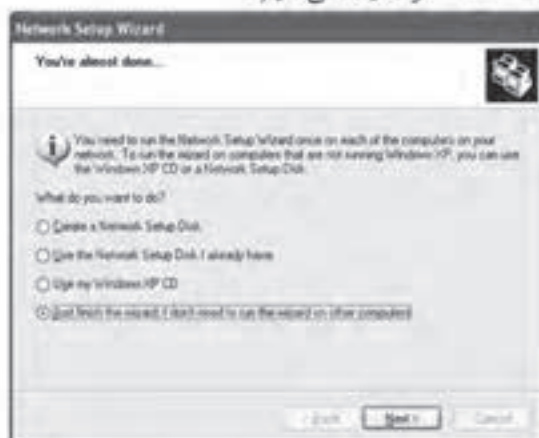 Network Setup Wizard
You're almost done...
You need to run the Network Setup Wizard once on each of the computers on your
network. To run the wizard on computers that are not running Windows XP, you can use
the Windows XP CD or a Network Setup Disk.
What do you want to do?
Create a Network Setup Disk
Use the Network Setup Disk I already have
Use my Windows XP CD
Just finish the wizard; I don't need to run the wizard on other computers
< Back
Next >
Cancel